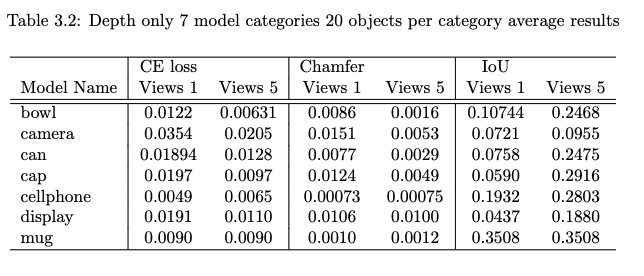 Table 3.2: Depth only 7 model categories 20 objects per category average results
CE loss Chamfer IoU
Model Name Views 1 Views 5 Views 1 Views 5 Views 1 Views 5
bowl 0.0122 0.00631 0.0086 0.0016 0.10744 0.2468
camera 0.0354 0.0205 0.0151 0.0053 0.0721 0.0955
can 0.01894 0.0128 0.0077 0.0029 0.0758 0.2475
cap 0.0197 0.0097 0.0124 0.0049 0.0590 0.2916
cellphone 0.0049 0.0065 0.00073 0.00075 0.1932 0.2803
display 0.0191 0.0110 0.0106 0.0100 0.0437 0.1880
mug 0.0090 0.0090 0.0010 0.0012 0.3508 0.3508